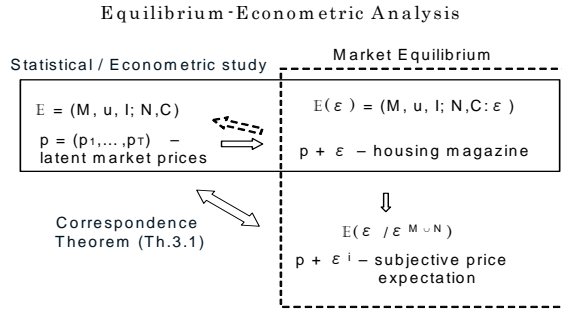 Equilibrium-Econometric Analysis
Market Equilibrium
Statistical / Econometric study
E = (M, u, I; N,C)
p = (p₁,...,pT) –
latent market prices
E(ε) = (M, u, I; N,C: ε )
p + ε – housing magazine
Correspondence
Theorem (Th.3.1)
E(ε /ε ᴹ ∪ ᴺ)
p + ε ⁱ – subjective price
expectation